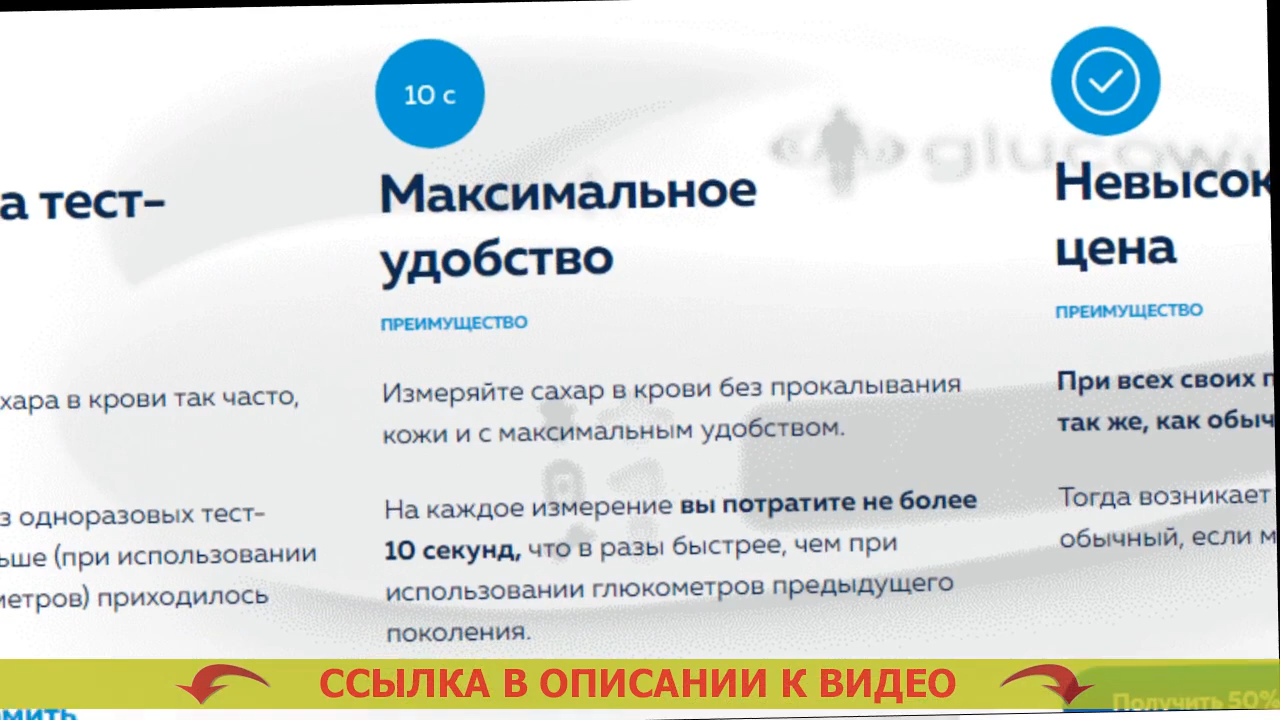 а тест-
хара в крови так часто,
з одноразовых тест-
ьше (при использовании
метров) приходилось
10 с
Максимальное
удобство
ПРЕИМУЩЕСТВО
Измеряйте сахар в крови без прокалывания
кожи и с максимальным удобством.
На каждое измерение вы потратите не более
10 секунд, что в разы быстрее, чем при
использовании глюкометров предыдущего
поколения.
glucowi
Невысок
цена
ПРЕИМУЩЕСТВО
При всех своих п
так же, как обыч
Тогда возникает
обычный, если м
ССЫЛКА В ОПИСАНИИ К ВИДЕО
Получить 50%